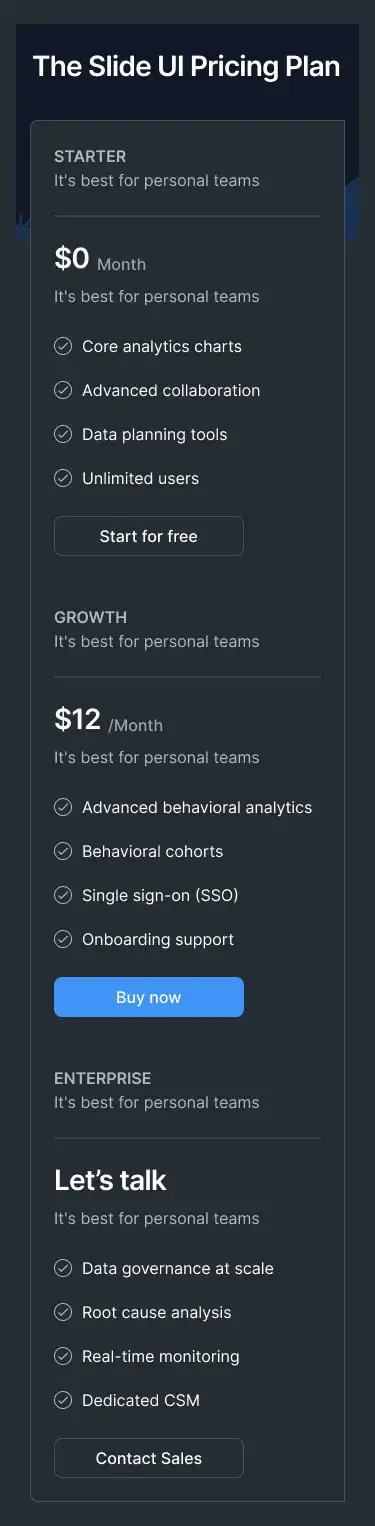 The Slide UI Pricing Plan
STARTER
It's best for personal teams
$0 Month
It's best for personal teams
Core analytics charts
Advanced collaboration
Data planning tools
Unlimited users
Start for free
GROWTH
It's best for personal teams
$12 /Month
It's best for personal teams
Advanced behavioral analytics
Behavioral cohorts
Single sign-on (SSO)
Onboarding support
Buy now
ENTERPRISE
It's best for personal teams
Let’s talk
It's best for personal teams
Data governance at scale
Root cause analysis
Real-time monitoring
Dedicated CSM
Contact Sales